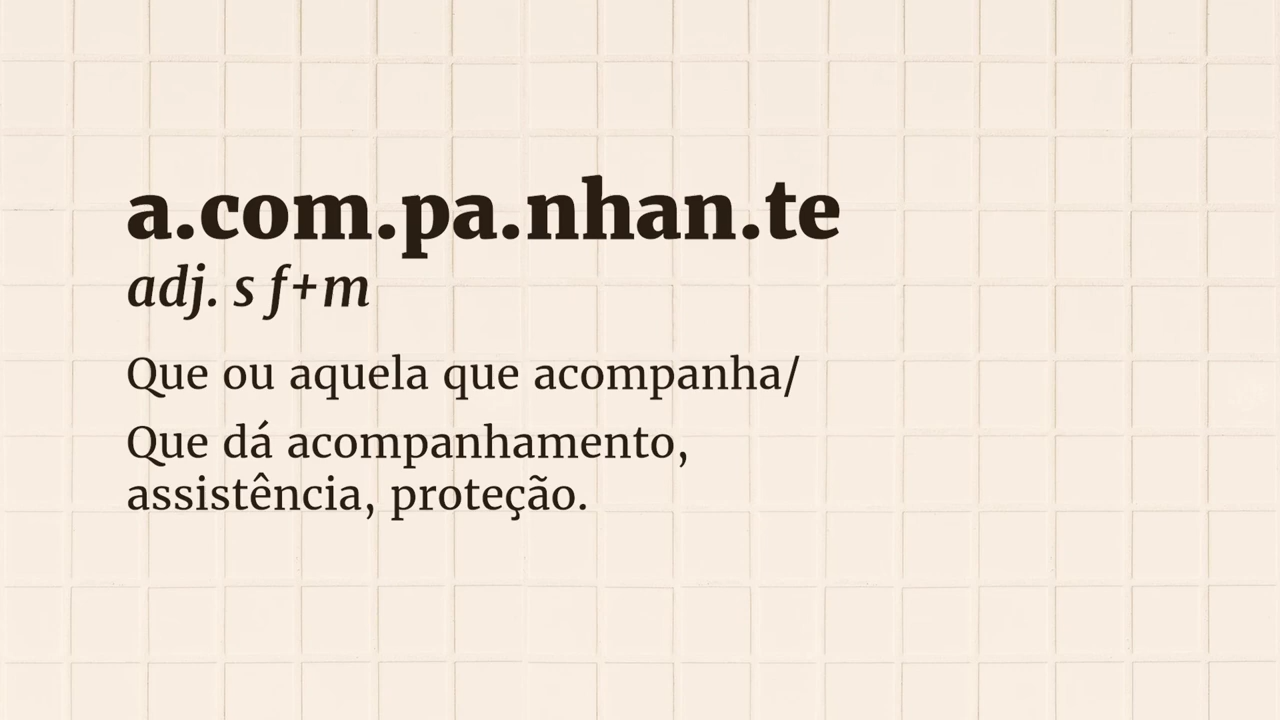 a.com.pa.nhan.te
adj. s f+m
Que ou aquela que acompanha/
Que dá acompanhamento,
assistência, proteção.